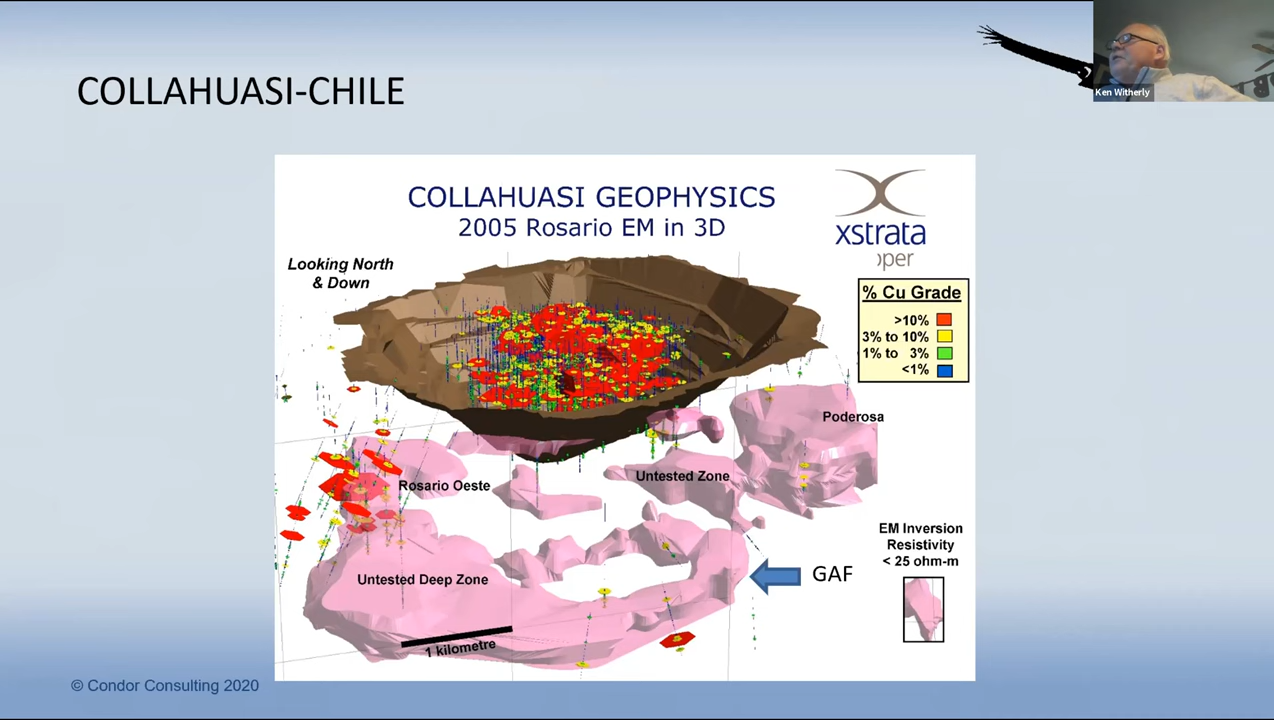 Ken Witherly
COLLAHUASI-CHILE
COLLAHUASI GEOPHYSICS
2005 Rosario EM in 3D
xstrata
Looking North
& Down
% Cu Grade
>10%
3% to 10%
1% to 3%
<1%
Poderosa
Rosario Oeste
Untested Zone
EM Inversion
Resistivity
< 25 ohm-m
Untested Deep Zone
GAF
1 kilometre
© Condor Consulting 2020